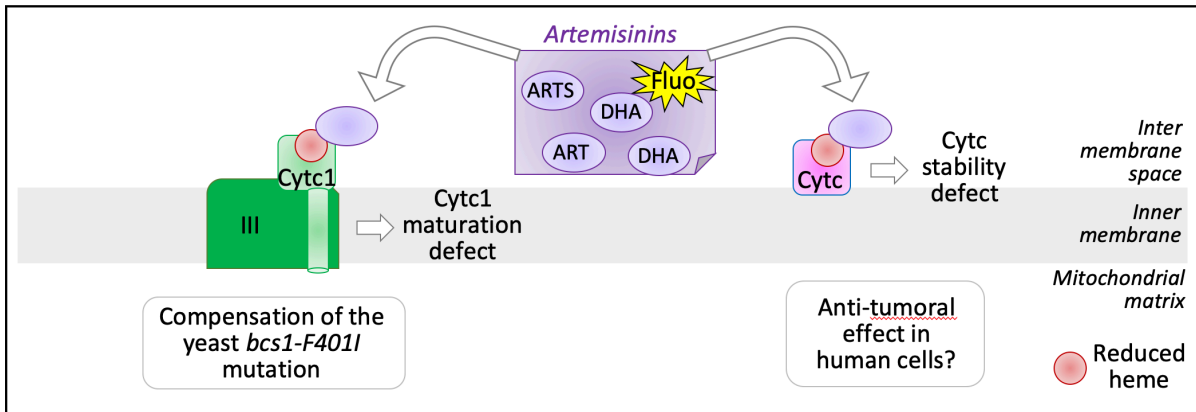 Artemisinins
ARTS
Fluo
DHA
ART
DHA
Cytc1
III
Cytc1
maturation
defect
Compensation of the
yeast bcs1-F401I
mutation
Cytc
Cytc
stability
defect
Anti-tumoral
effect in
human cells?
Inter
membrane
space
Inner
membrane
Mitochondrial
matrix
Reduced
heme